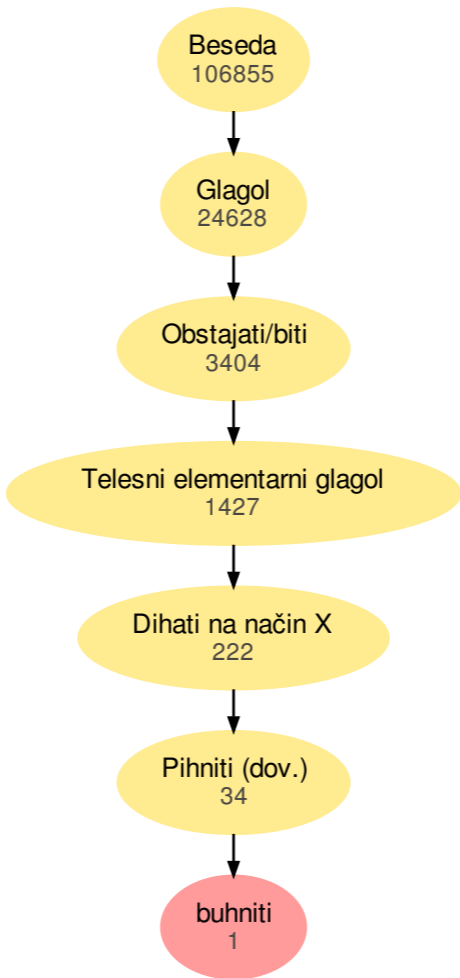 Beseda
106855
Glagol
24628
Obstajati/biti
3404
Telesni elementarni glagol
1427
Dihati na način X
222
Pihniti (dov.)
34
buhniti
1